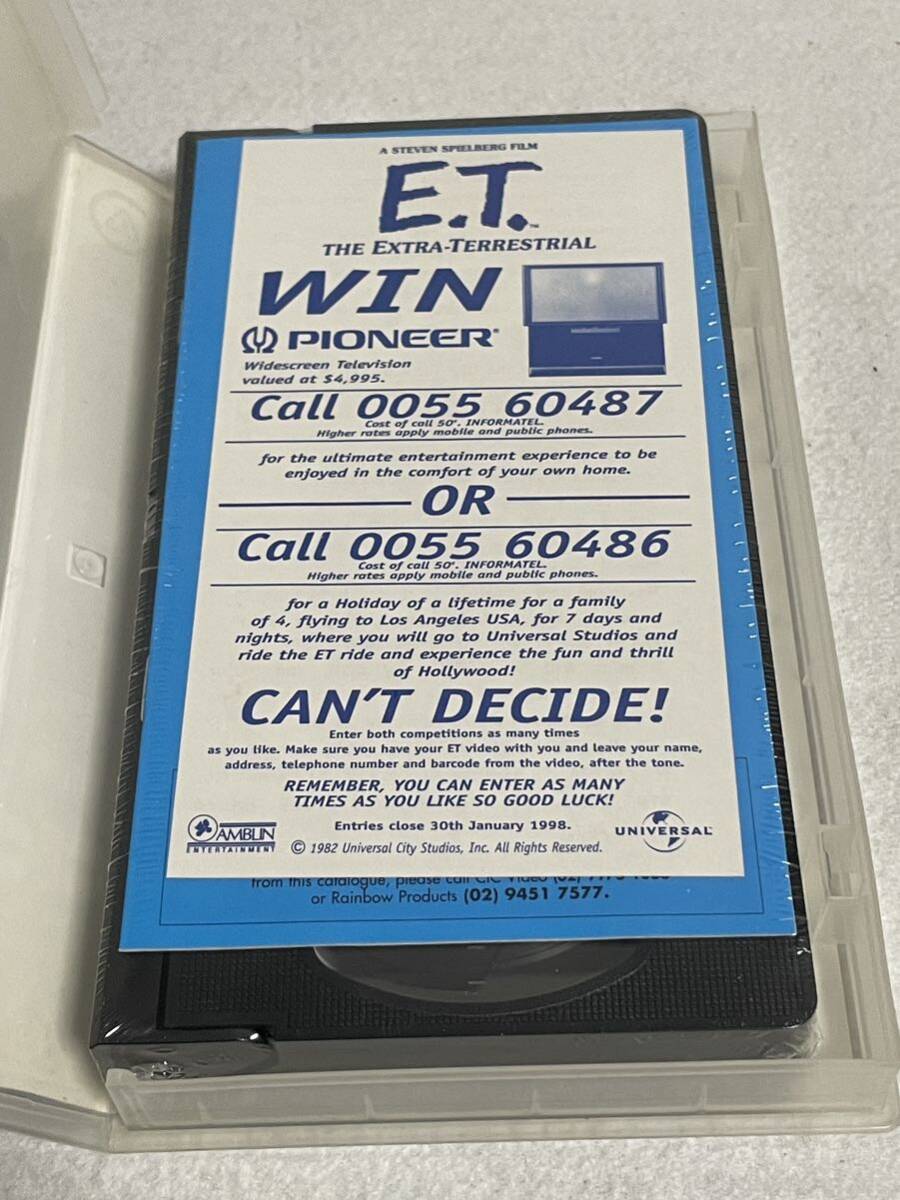 A STEVEN SPIELBERG FILM
E.T.™
THE EXTRA-TERRESTRIAL
WIN
PIONEER®
Widescreen Television
valued at $4,995.
Call 0055 60487
Cost of call 50c. INFORMATEL.
Higher rates apply mobile and public phones.
for the ultimate entertainment experience to be
enjoyed in the comfort of your own home.
OR
Call 0055 60486
Cost of call 50c. INFORMATEL.
Higher rates apply mobile and public phones.
for a Holiday of a lifetime for a family
of 4, flying to Los Angeles USA, for 7 days and
nights, where you will go to Universal Studios and
ride the ET ride and experience the fun and thrill
of Hollywood!
CAN'T DECIDE!
Enter both competitions as many times
as you like. Make sure you have your ET video with you and leave your name,
address, telephone number and barcode from the video, after the tone.
REMEMBER, YOU CAN ENTER AS MANY
TIMES AS YOU LIKE SO GOOD LUCK!
Entries close 30th January 1998.
AMBLIN
ENTERTAINMENT
© 1982 Universal City Studios, Inc. All Rights Reserved.
UNIVERSAL
from this catalogue, please call CIC Video (02)
or Rainbow Products (02) 9451 7577.